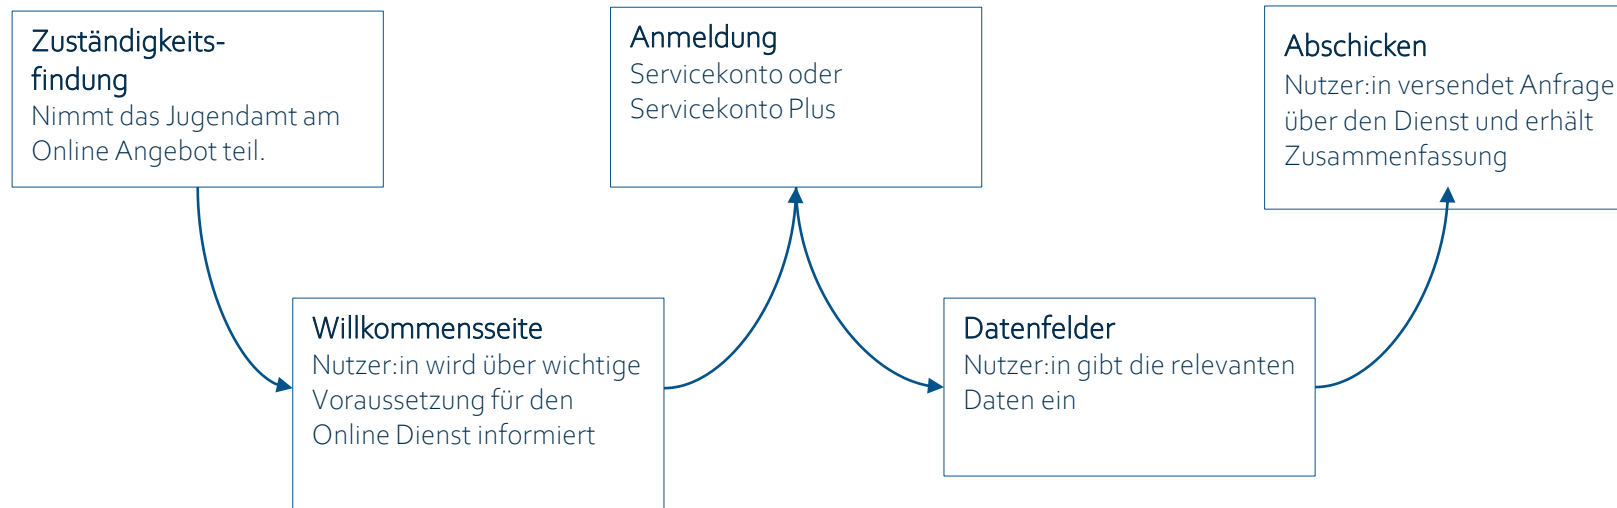 Zuständigkeits-
findung
Nimmt das Jugendamt am
Online Angebot teil.
Willkommensseite
Nutzer:in wird über wichtige
Voraussetzung für den
Online Dienst informiert
Anmeldung
Servicekonto oder
Servicekonto Plus
Datenfelder
Nutzer:in gibt die relevanten
Daten ein
Abschicken
Nutzer:in versendet Anfrage
über den Dienst und erhält
Zusammenfassung